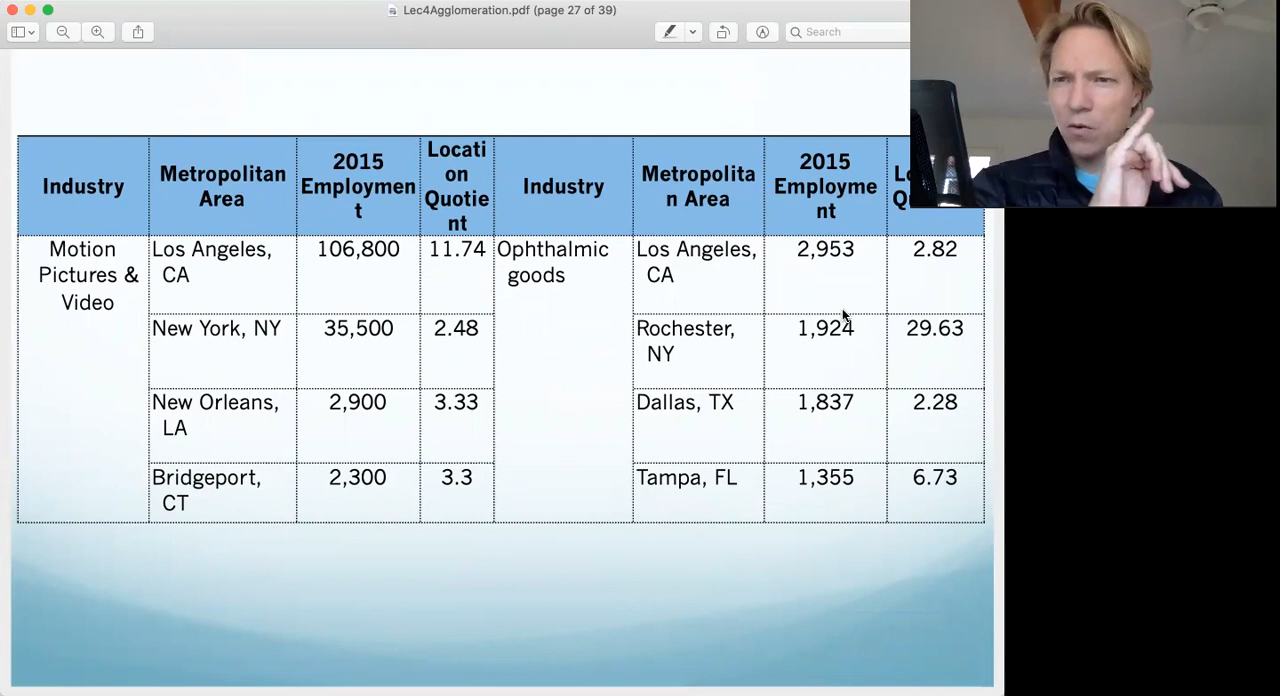 Lec4Agglomeration.pdf (page 27 of 39)
Search
Industry
Metropolitan
Area
2015
Employmen
t
Locati
on
Quotie
nt
Industry
Metropolita
n Area
2015
Employme
nt
Motion
Pictures &
Video
Los Angeles,
CA
106,800
11.74
Ophthalmic
goods
Los Angeles,
CA
2,953
2.82
New York, NY
35,500
2.48
Rochester,
NY
1,924
29.63
New Orleans,
LA
2,900
3.33
Dallas, TX
1,837
2.28
Bridgeport,
CT
2,300
3.3
Tampa, FL
1,355
6.73